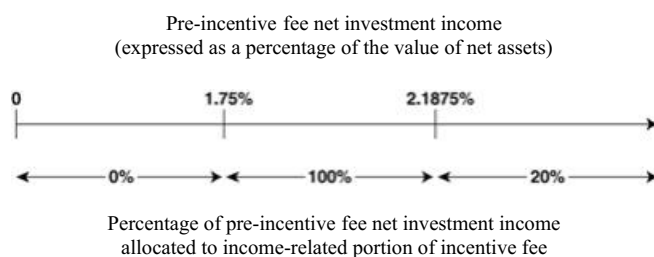 Pre-incentive fee net investment income
(expressed as a percentage of the value of net assets)
0 1.75% 2.1875%
0% 100% 20%
Percentage of pre-incentive fee net investment income
allocated to income-related portion of incentive fee